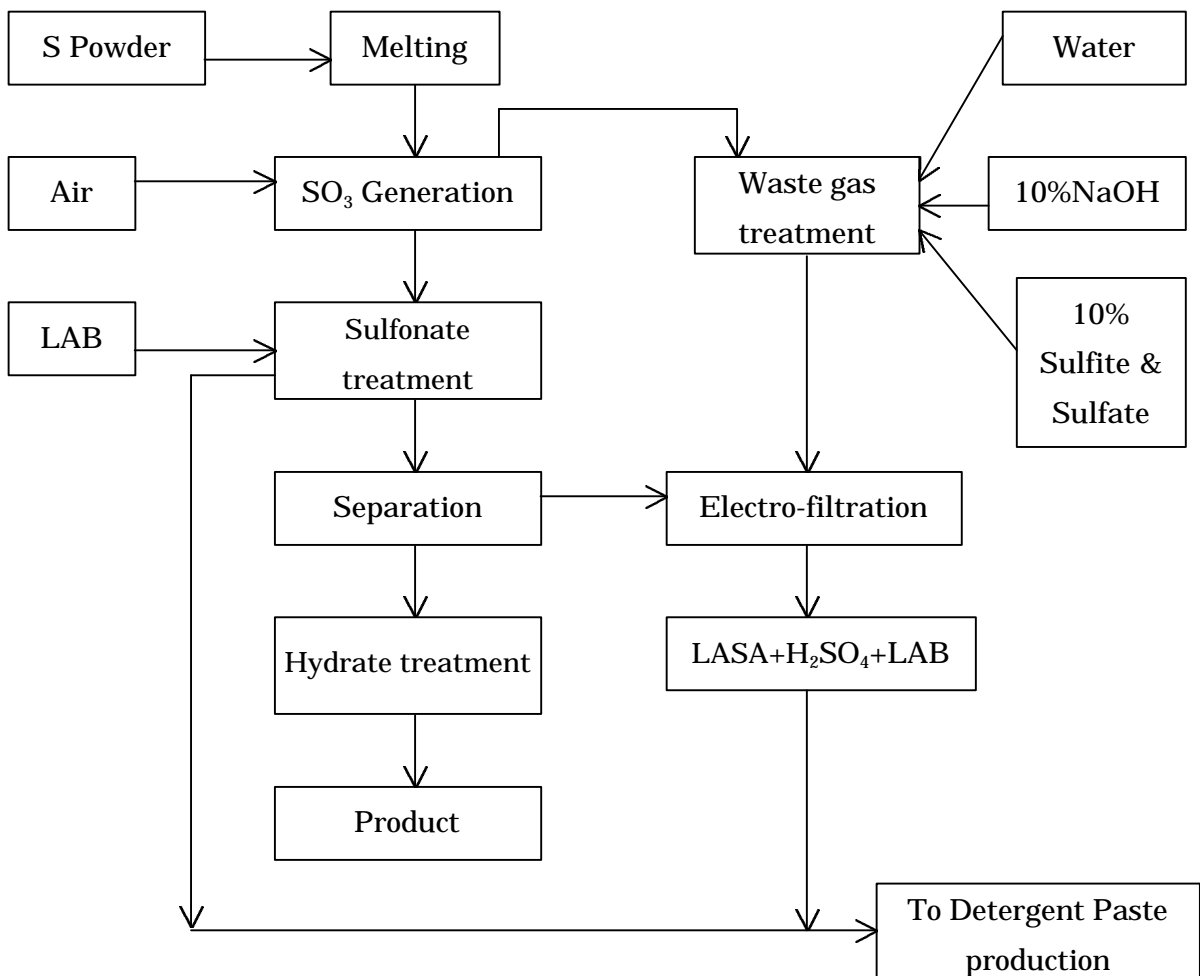 S Powder
Melting
Water
Air
SO₃ Generation
Waste gas
treatment
10%NaOH
LAB
Sulfonate
treatment
10%
Sulfite &
Sulfate
Separation
Electro-filtration
Hydrate treatment
LASA+H₂SO₄+LAB
Product
To Detergent Paste
production